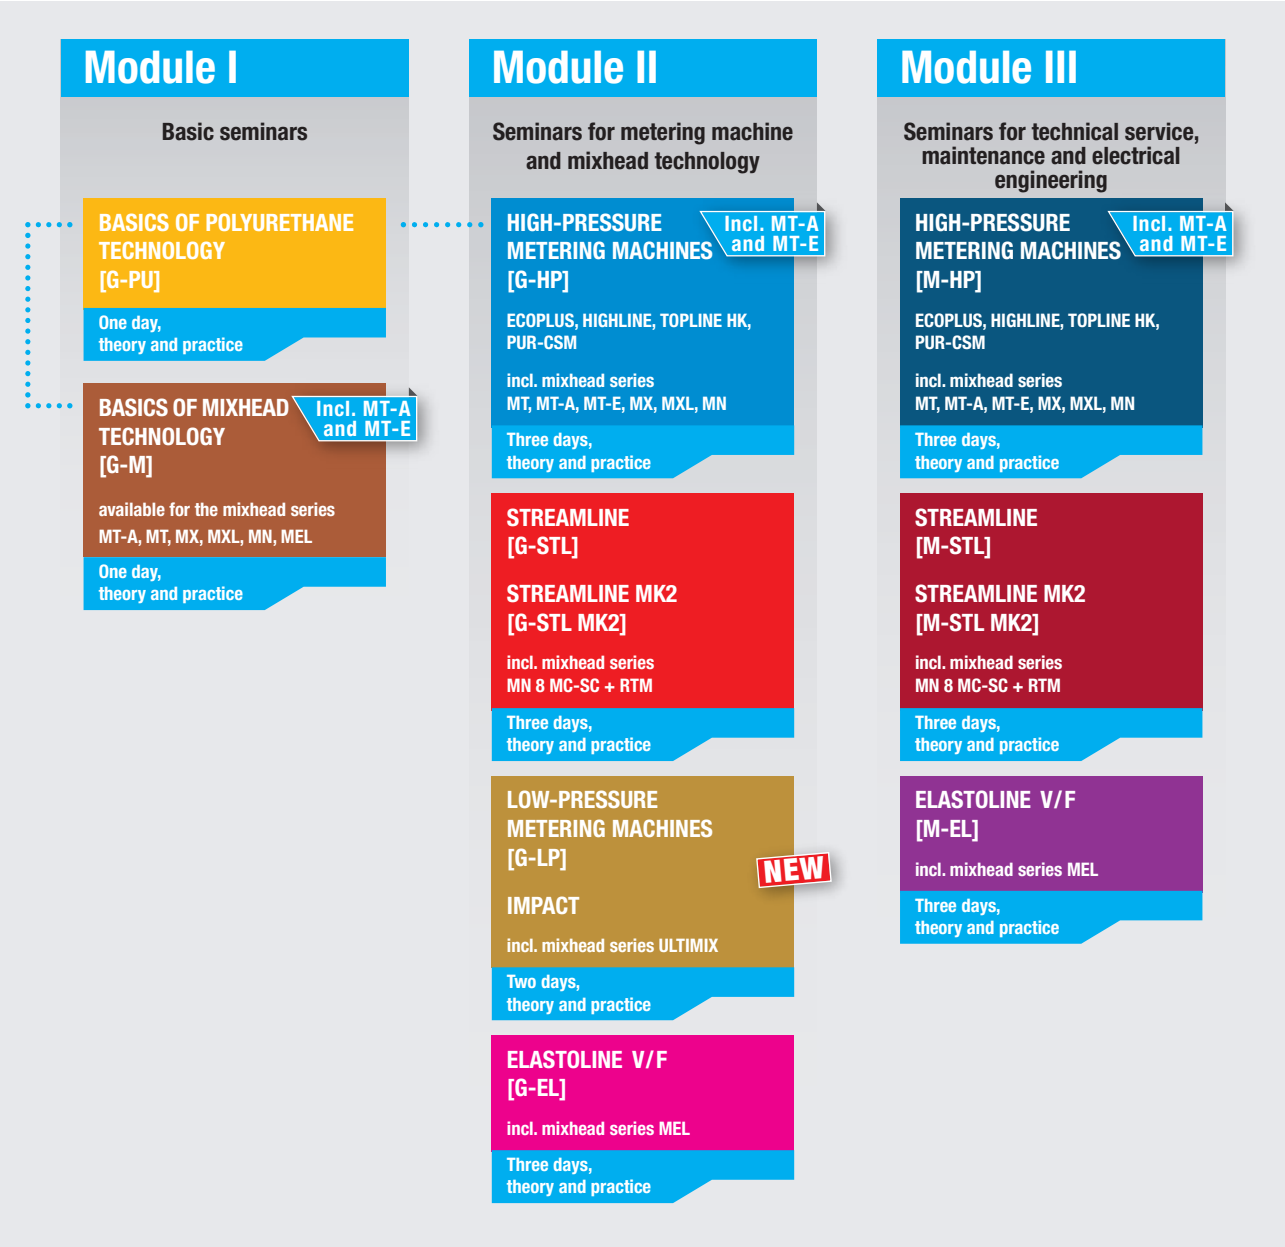 Module I
Basic seminars
BASICS OF POLYURETHANE
TECHNOLOGY
[G-PU]
One day,
theory and practice
BASICS OF MIXHEAD
TECHNOLOGY
[G-M]
Incl. MT-A
and MT-E
available for the mixhead series
MT-A, MT, MX, MXL, MN, MEL
One day,
theory and practice
Module II
Seminars for metering machine
and mixhead technology
HIGH-PRESSURE
METERING MACHINES
[G-HP]
Incl. MT-A
and MT-E
ECOPLUS, HIGHLINE, TOPLINE HK,
PUR-CSM
incl. mixhead series
MT, MT-A, MT-E, MX, MXL, MN
Three days,
theory and practice
STREAMLINE
[G-STL]
STREAMLINE MK2
[G-STL MK2]
incl. mixhead series
MN 8 MC-SC + RTM
Three days,
theory and practice
LOW-PRESSURE
METERING MACHINES
[G-LP]
NEW
IMPACT
incl. mixhead series ULTIMIX
Two days,
theory and practice
ELASTOLINE V/F
[G-EL]
incl. mixhead series MEL
Three days,
theory and practice
Module III
Seminars for technical service,
maintenance and electrical
engineering
HIGH-PRESSURE
METERING MACHINES
[M-HP]
Incl. MT-A
and MT-E
ECOPLUS, HIGHLINE, TOPLINE HK,
PUR-CSM
incl. mixhead series
MT, MT-A, MT-E, MX, MXL, MN
Three days,
theory and practice
STREAMLINE
[M-STL]
STREAMLINE MK2
[M-STL MK2]
incl. mixhead series
MN 8 MC-SC + RTM
Three days,
theory and practice
ELASTOLINE V/F
[M-EL]
incl. mixhead series MEL
Three days,
theory and practice